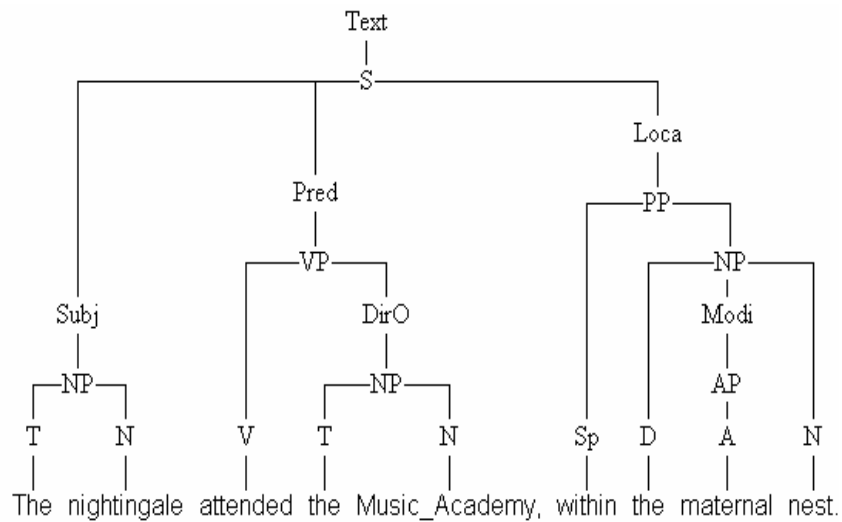 Text
S
Loca
Pred
PP
VP
NP
Subj
DirO
Modi
NP
NP
AP
T N V T N Sp D A N
The nightingale attended the Music_Academy, within the maternal nest.